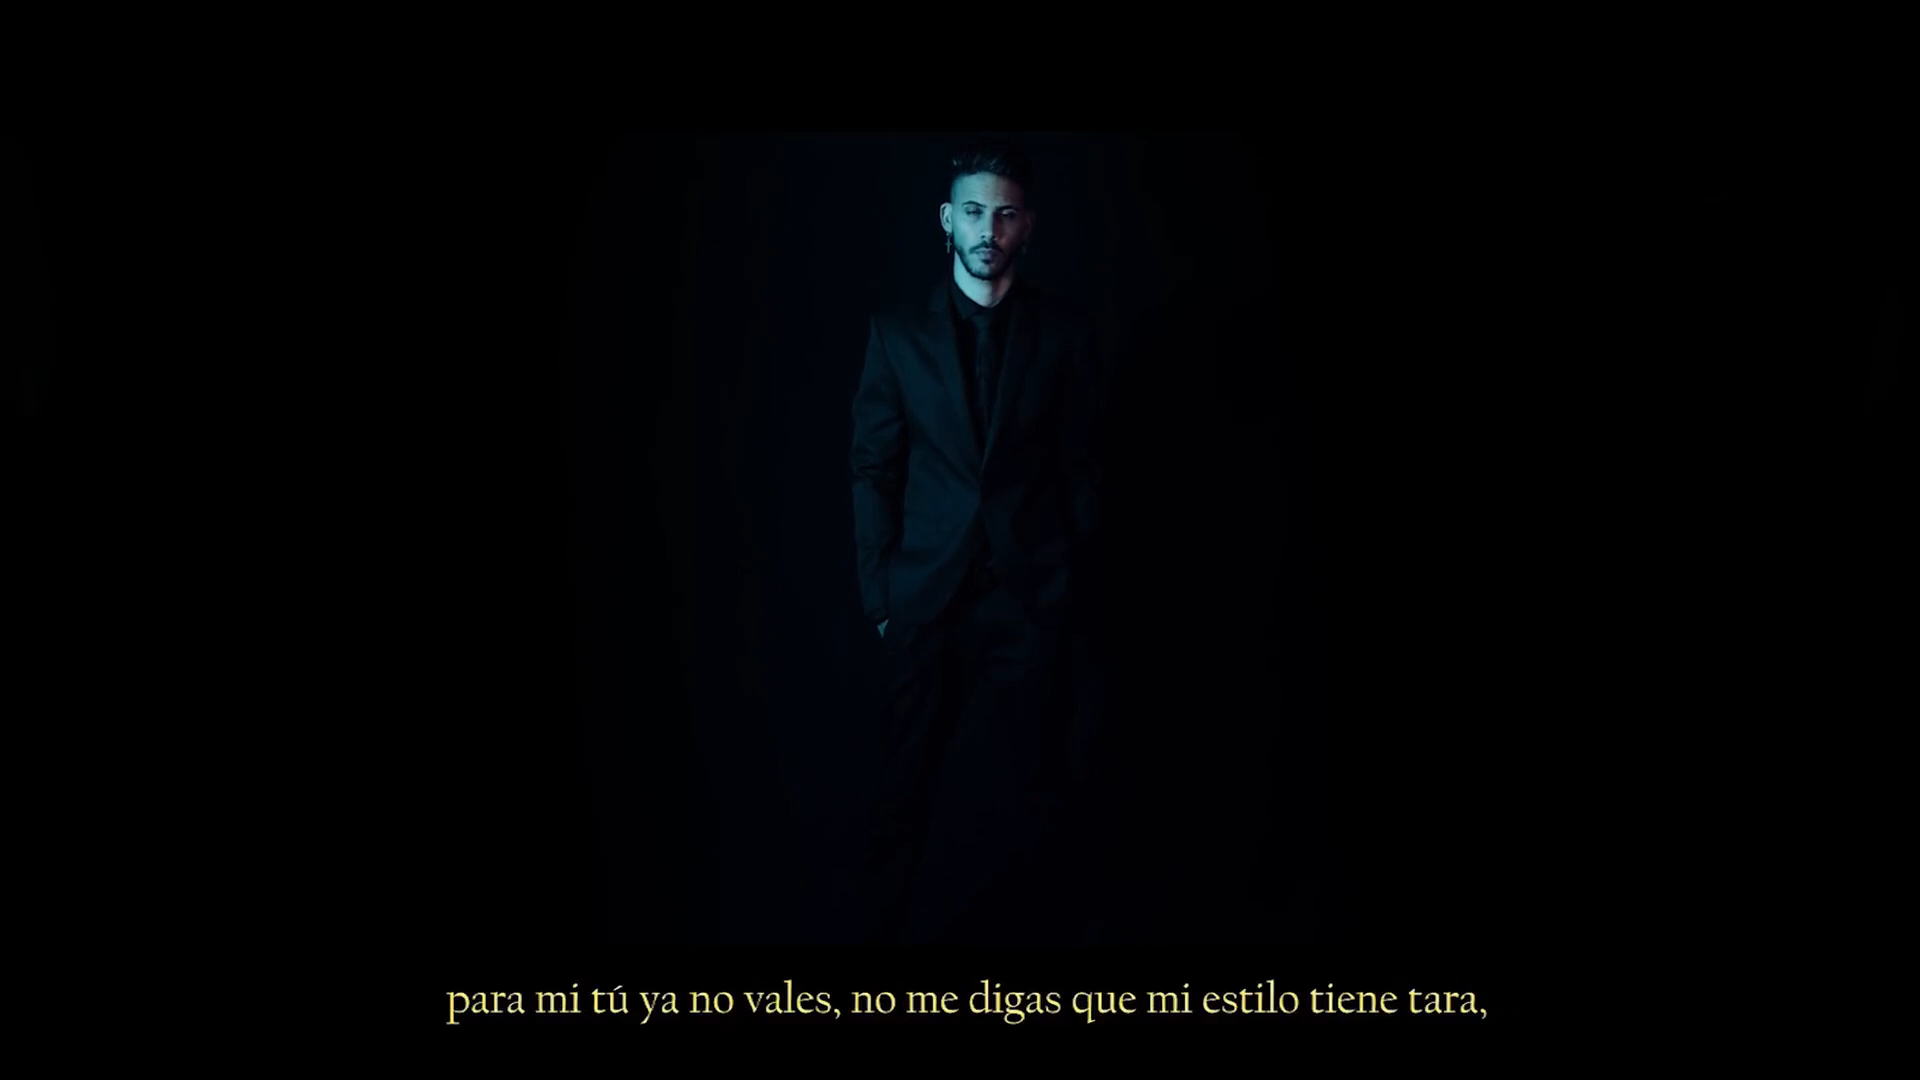 para mi tú ya no vales, no me digas que mi estilo tiene tara,